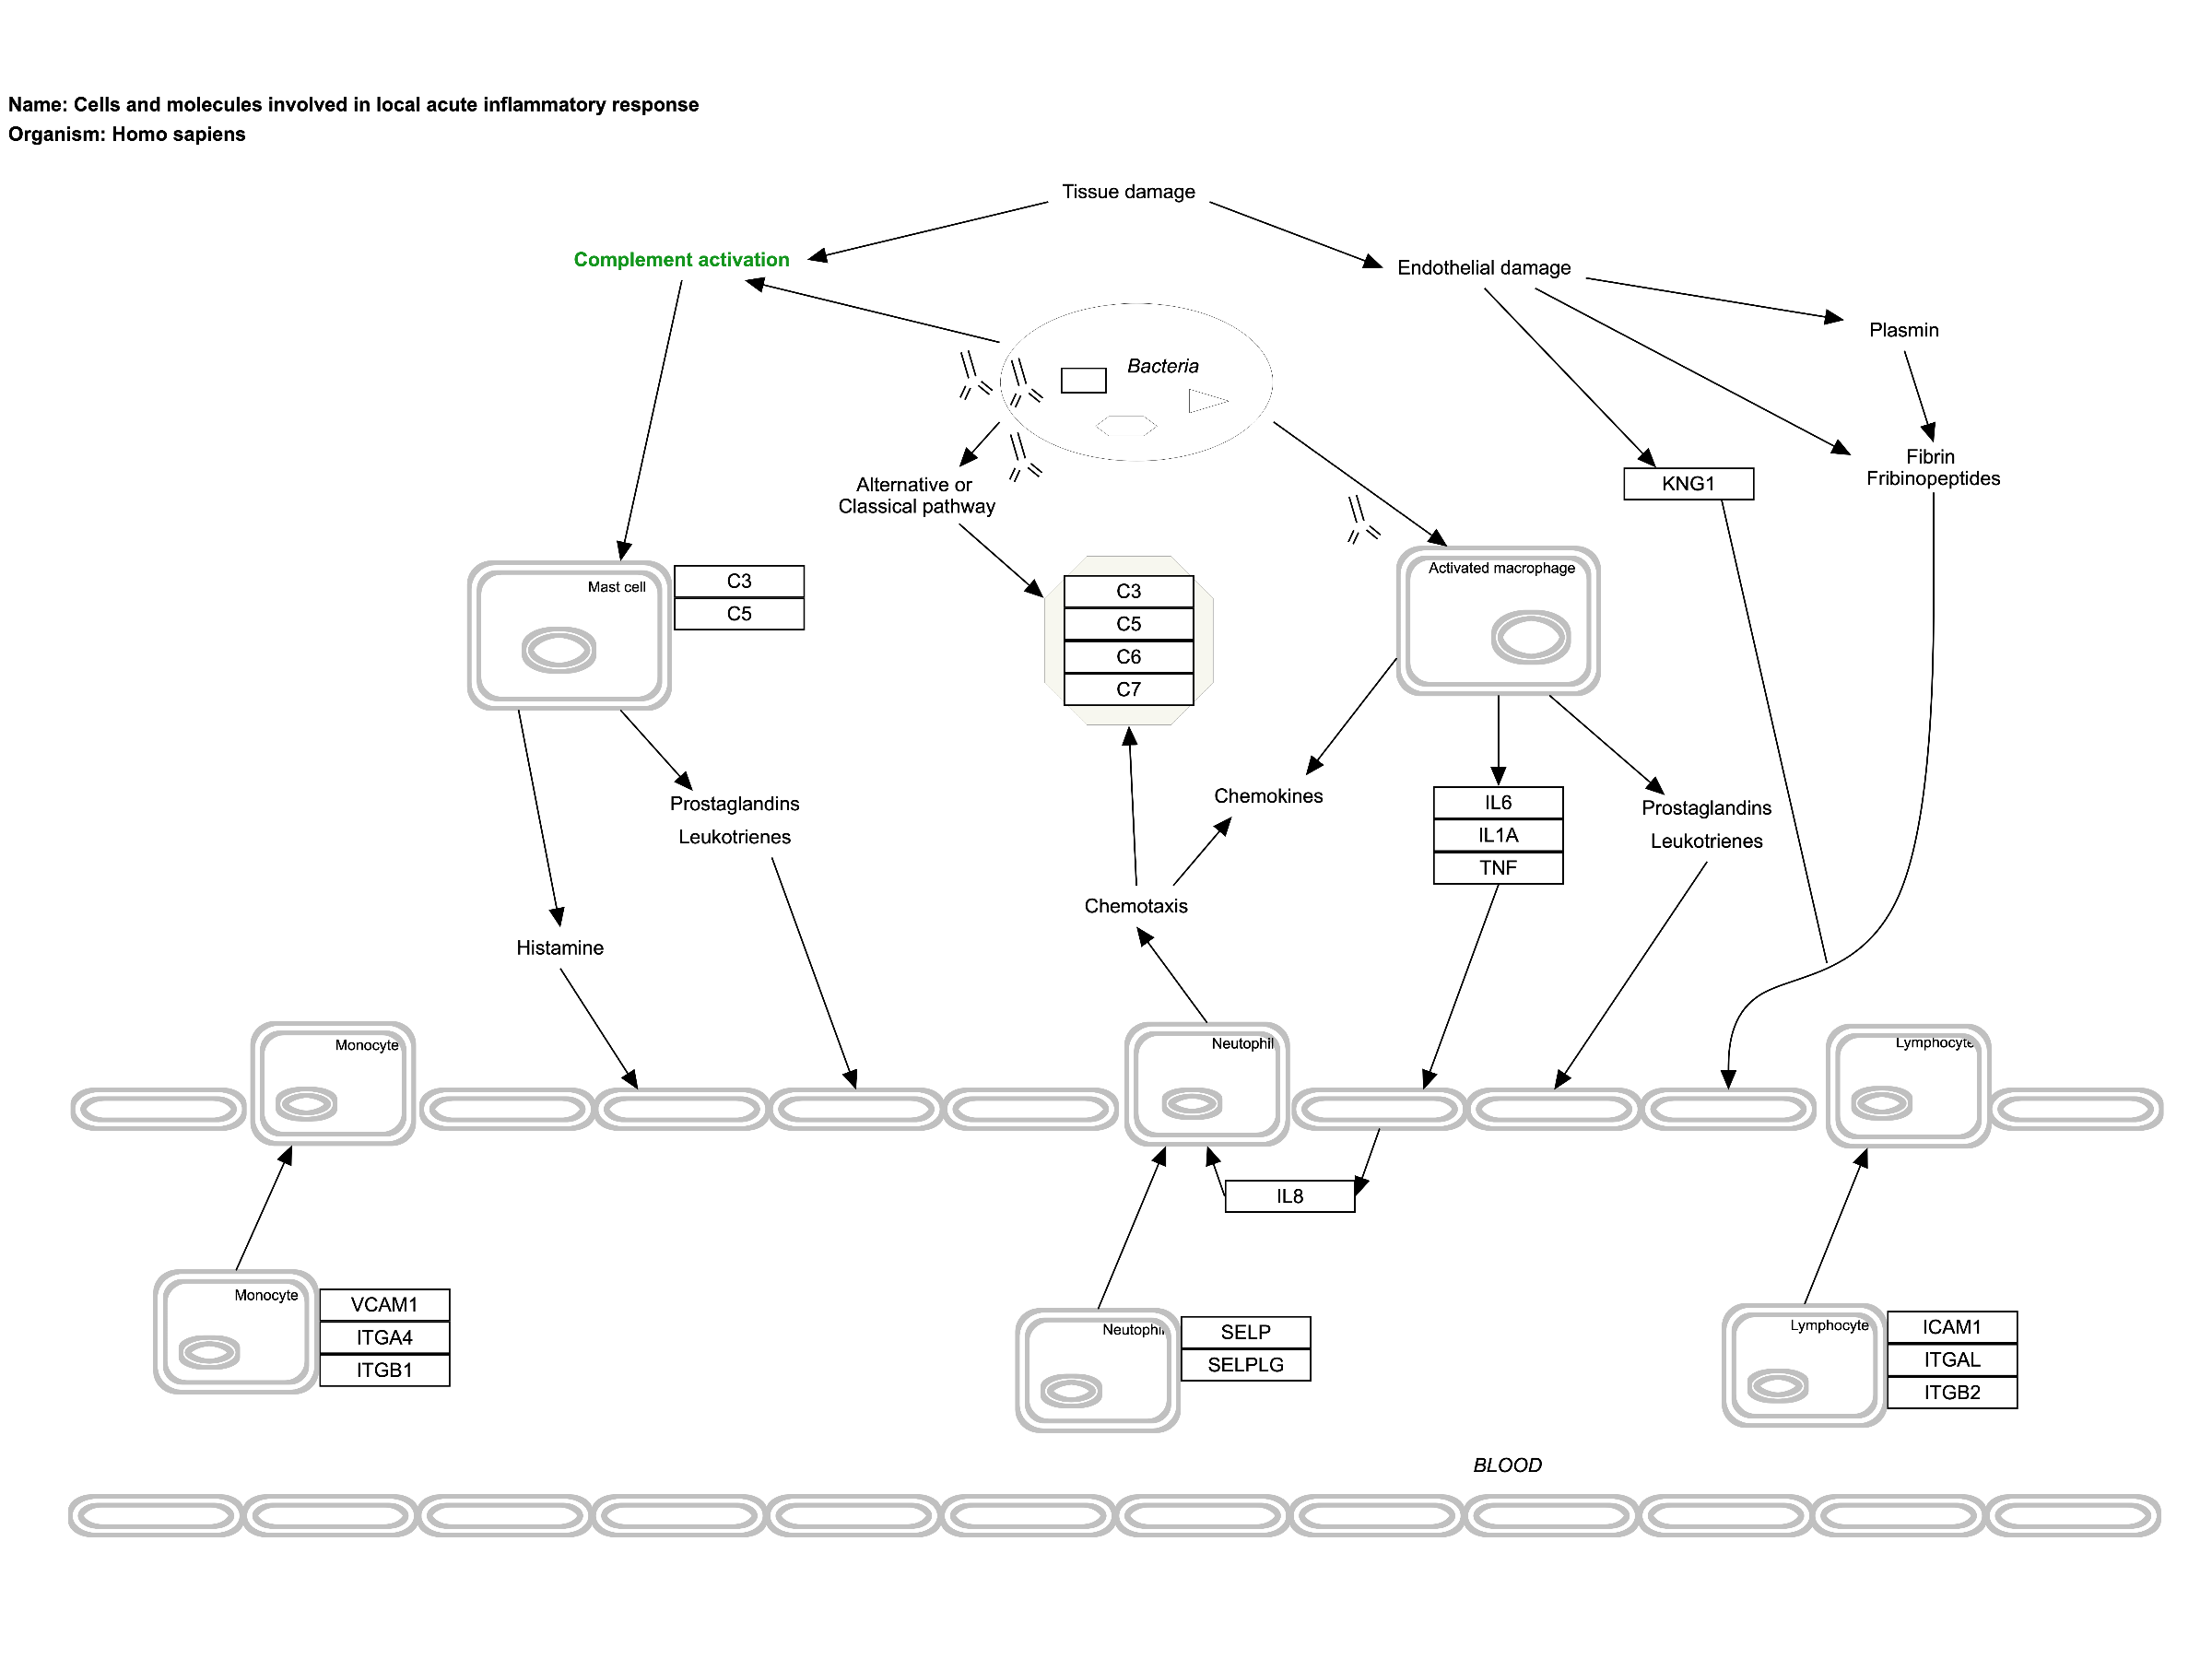 Name: Cells and molecules involved in local acute inflammatory response
Organism: Homo sapiens
Tissue damage
Complement activation
Endothelial damage
Plasmin
Bacteria
Fibrin
Fribinopeptides
KNG1
Alternative or
Classical pathway
Mast cell
C3
C5
C3
C5
C6
C7
Activated macrophage
Prostaglandins
Leukotrienes
Chemokines
IL6
IL1A
TNF
Prostaglandins
Leukotrienes
Chemotaxis
Histamine
Monocyte
Neutophil
Lymphocyte
IL8
Monocyte
VCAM1
ITGA4
ITGB1
Neutophil
SELP
SELPLG
Lymphocyte
ICAM1
ITGAL
ITGB2
BLOOD